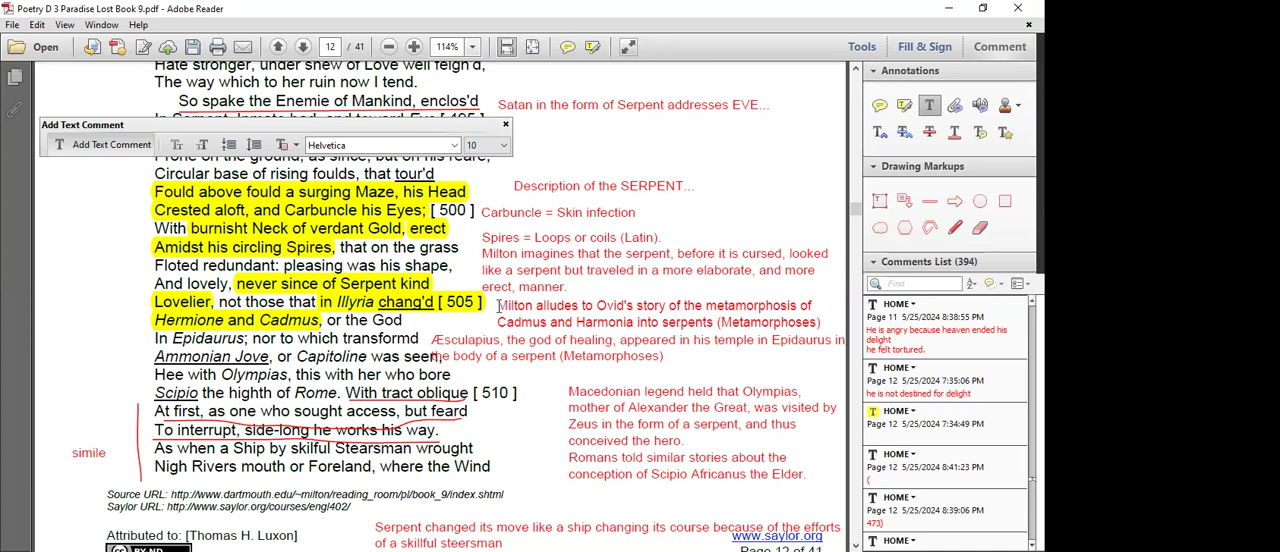 Poetry D 3 Paradise Lost Book 9.pdf - Adobe Reader
File Edit View Window Help
Open 12 / 41 114% Tools Fill & Sign Comment
Hate stronger, under shew of Love well feign'd,
The way which to her ruin now I tend.
So spake the Enemie of Mankind, enclos'd
Satan in the form of Serpent addresses EVE...
Add Text Comment
Add Text Comment Helvetica 10
Prone on the ground, as since, but on his reare,
Circular base of rising foulds, that tour'd
Fould above fould a surging Maze, his Head
Description of the SERPENT...
Crested aloft, and Carbuncle his Eyes; [ 500 ]
Carbuncle = Skin infection
With burnisht Neck of verdant Gold, erect
Amidst his circling Spires, that on the grass
Floted redundant: pleasing was his shape,
And lovely, never since of Serpent kind
Lovelier, not those that in Illyria chang'd [ 505 ]
Hermione and Cadmus, or the God
In Epidaurus; nor to which transformd
Ammonian Jove, or Capitoline was seen,
Hee with Olympias, this with her who bore
Scipio the highth of Rome. With tract oblique [ 510 ]
At first, as one who sought access, but feard
To interrupt, side-long he works his way.
As when a Ship by skilful Stearsman wrought
Nigh Rivers mouth or Foreland, where the Wind
Spires = Loops or coils (Latin).
Milton imagines that the serpent, before it is cursed, looked
like a serpent but traveled in a more elaborate, and more
erect, manner.
Milton alludes to Ovid's story of the metamorphosis of
Cadmus and Harmonia into serpents (Metamorphoses)
Æsculapius, the god of healing, appeared in his temple in Epidaurus in
the body of a serpent (Metamorphoses)
Macedonian legend held that Olympias,
mother of Alexander the Great, was visited by
Zeus in the form of a serpent, and thus
conceived the hero.
Romans told similar stories about the
conception of Scipio Africanus the Elder.
simile
Source URL: http://www.dartmouth.edu/~milton/reading_room/pl/book_9/index.shtml
Saylor URL: http://www.saylor.org/courses/engl402/
Serpent changed its move like a ship changing its course because of the efforts
of a skillful steersman
Attributed to: [Thomas H. Luxon]
www.saylor.org
Page 12 of 41
Annotations
Drawing Markups
Comments List (394)
Find
HOME
Page 11 5/25/2024 8:38:55 PM
He is angry because heaven ended his
delight
he felt tortured.
HOME
Page 12 5/25/2024 7:35:06 PM
he is not destined for delight
HOME
Page 12 5/25/2024 7:34:49 PM
HOME
Page 12 5/25/2024 8:41:23 PM
(
HOME
Page 12 5/25/2024 8:39:06 PM
473)
HOME